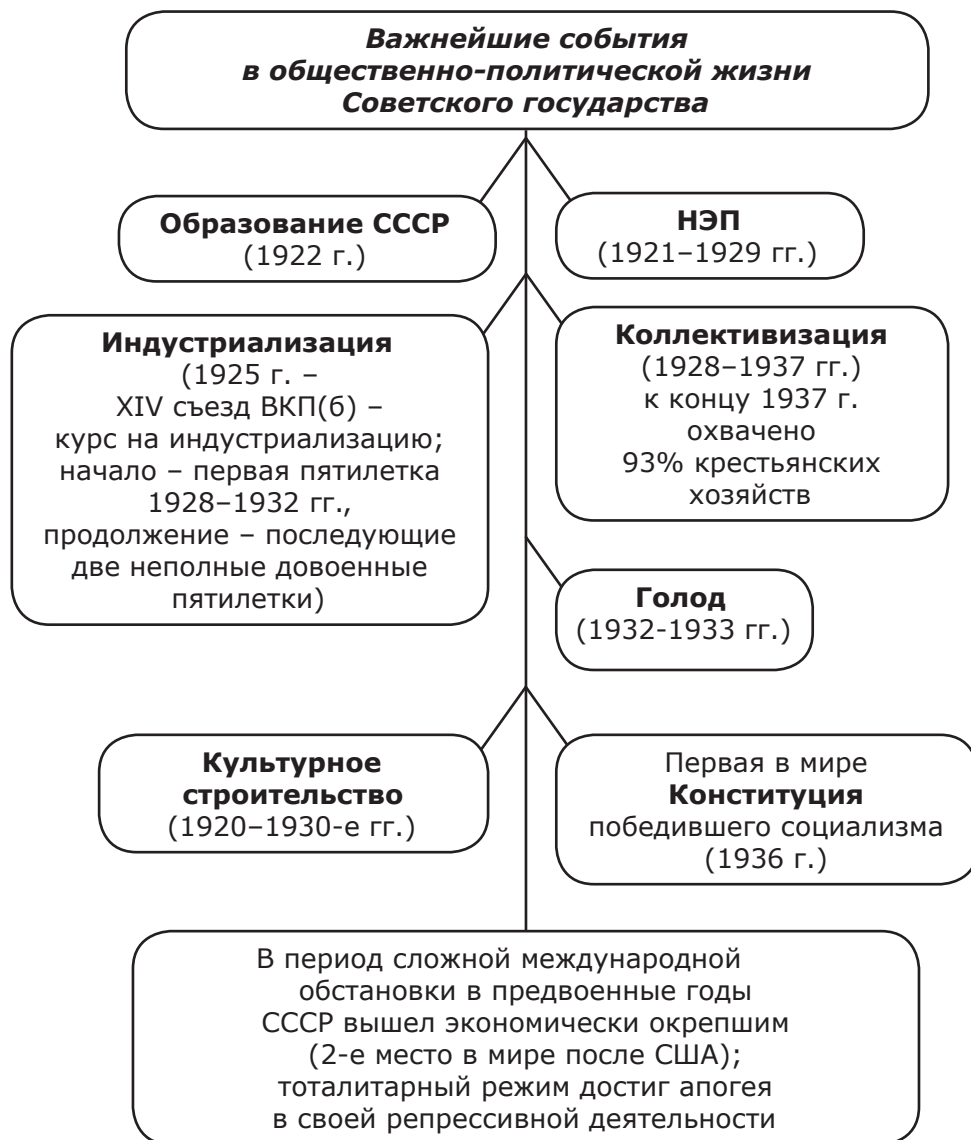 Важнейшие события
в общественно-политической жизни
Советского государства
Образование СССР
(1922 г.)
НЭП
(1921–1929 гг.)
Индустриализация
(1925 г. –
XIV съезд ВКП(б) –
курс на индустриализацию;
начало – первая пятилетка
1928–1932 гг.,
продолжение – последующие
две неполные довоенные
пятилетки)
Коллективизация
(1928–1937 гг.)
к концу 1937 г.
охвачено
93% крестьянских
хозяйств
Голод
(1932-1933 гг.)
Культурное
строительство
(1920–1930-е гг.)
Первая в мире
Конституция
победившего социализма
(1936 г.)
В период сложной международной
обстановки в предвоенные годы
СССР вышел экономически окрепшим
(2-е место в мире после США);
тоталитарный режим достиг апогея
в своей репрессивной деятельности